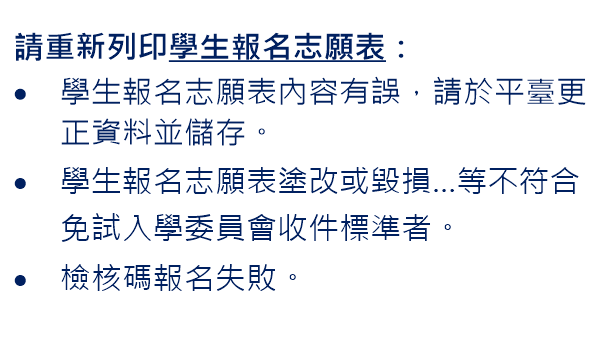 請重新列印學生報名志願表：
● 學生報名志願表內容有誤，請於平臺更
正資料並儲存。
● 學生報名志願表塗改或毀損…等不符合
免試入學委員會收件標準者。
● 檢核碼報名失敗。